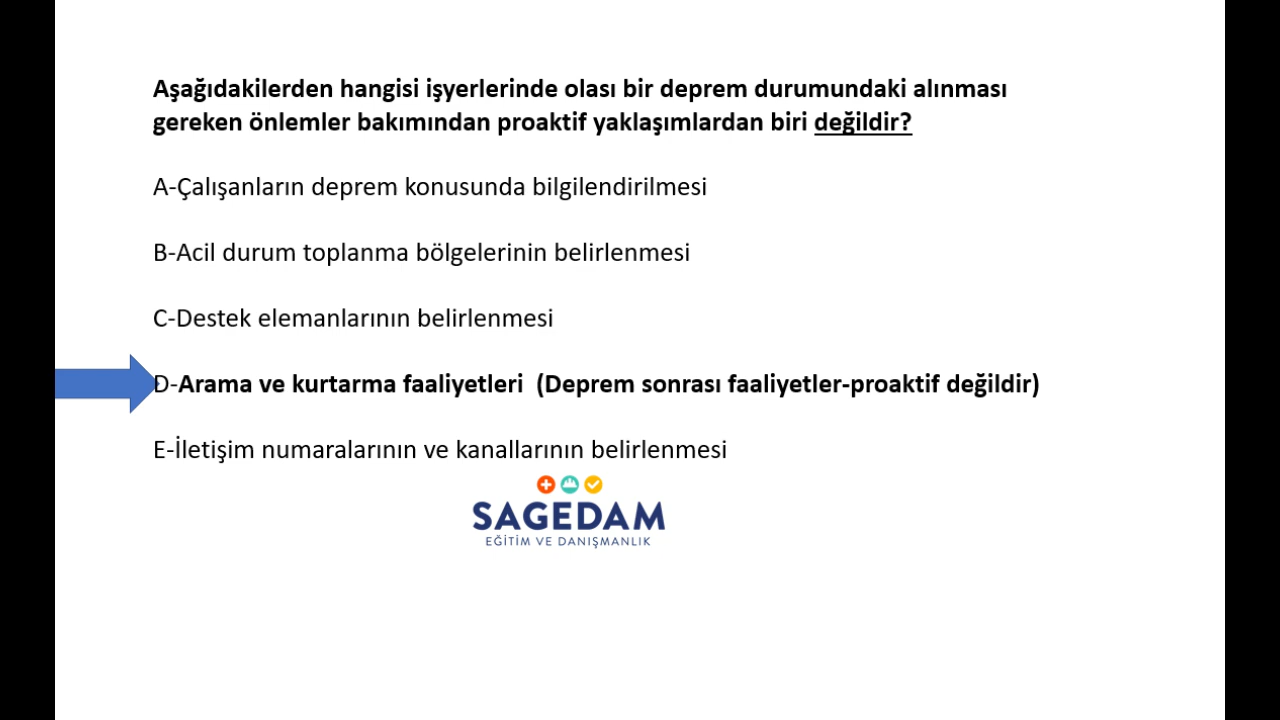 Aşağıdakilerden hangisi işyerlerinde olası bir deprem durumundaki alınması
gereken önlemler bakımından proaktif yaklaşımlardan biri değildir?
A-Çalışanların deprem konusunda bilgilendirilmesi
B-Acil durum toplanma bölgelerinin belirlenmesi
C-Destek elemanlarının belirlenmesi
D-Arama ve kurtarma faaliyetleri  (Deprem sonrası faaliyetler-proaktif değildir)
E-İletişim numaralarının ve kanallarının belirlenmesi
SAGEDAM
EĞİTİM VE DANIŞMANLIK